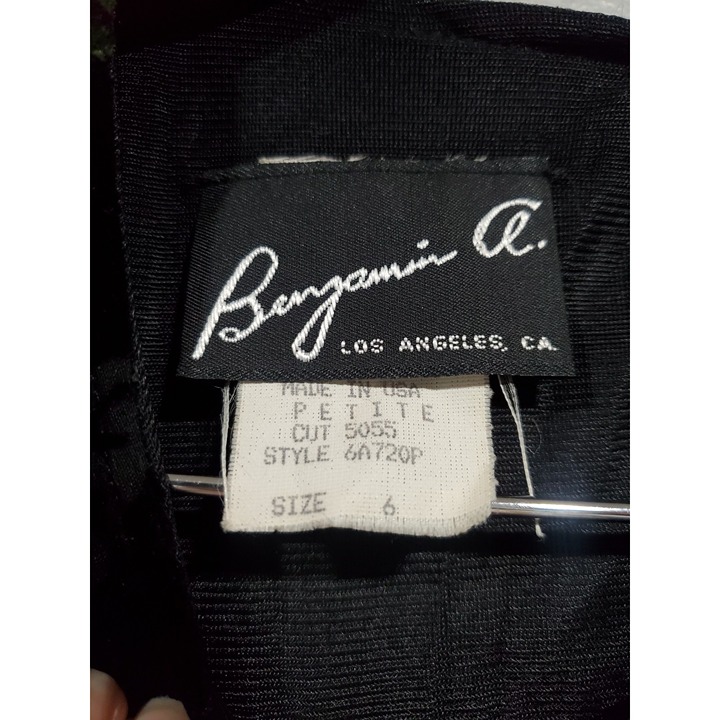 Benjamin A.
LOS ANGELES, CA.
MADE IN USA
PETITE
CUT 5055
STYLE 6A720P
SIZE 6